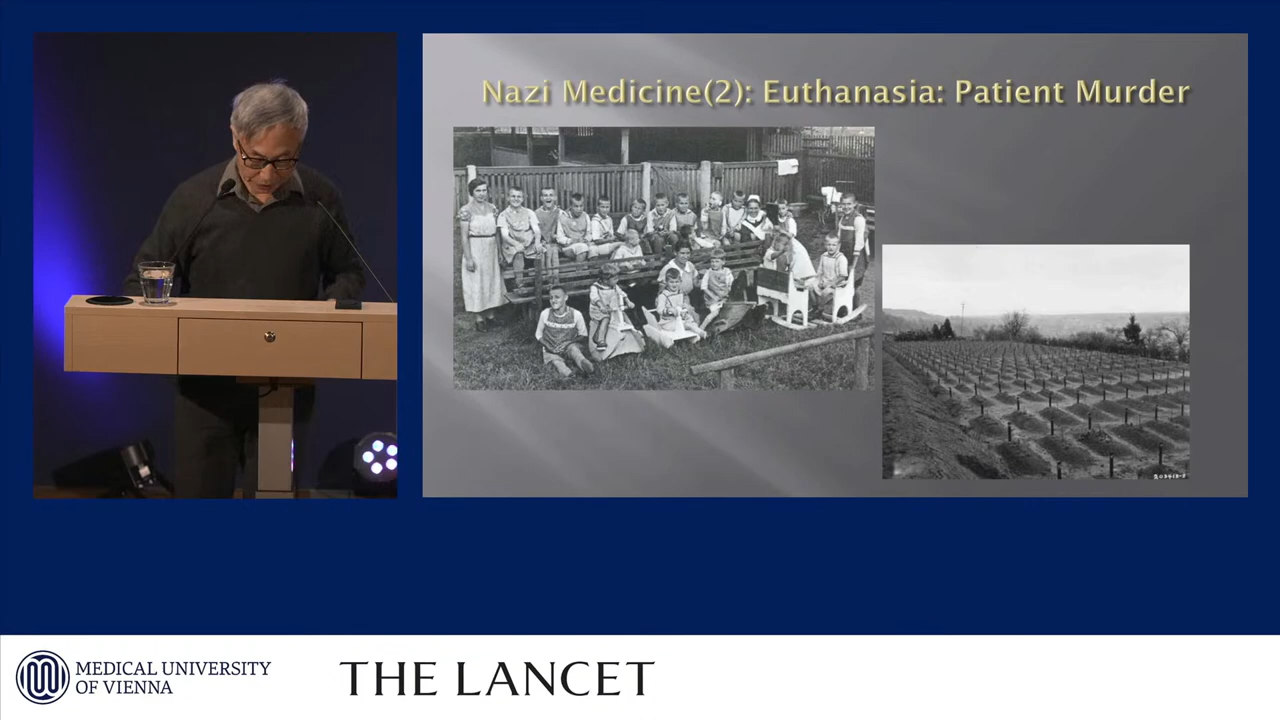 Nazi Medicine(2): Euthanasia: Patient Murder
MEDICAL UNIVERSITY
OF VIENNA
THE LANCET